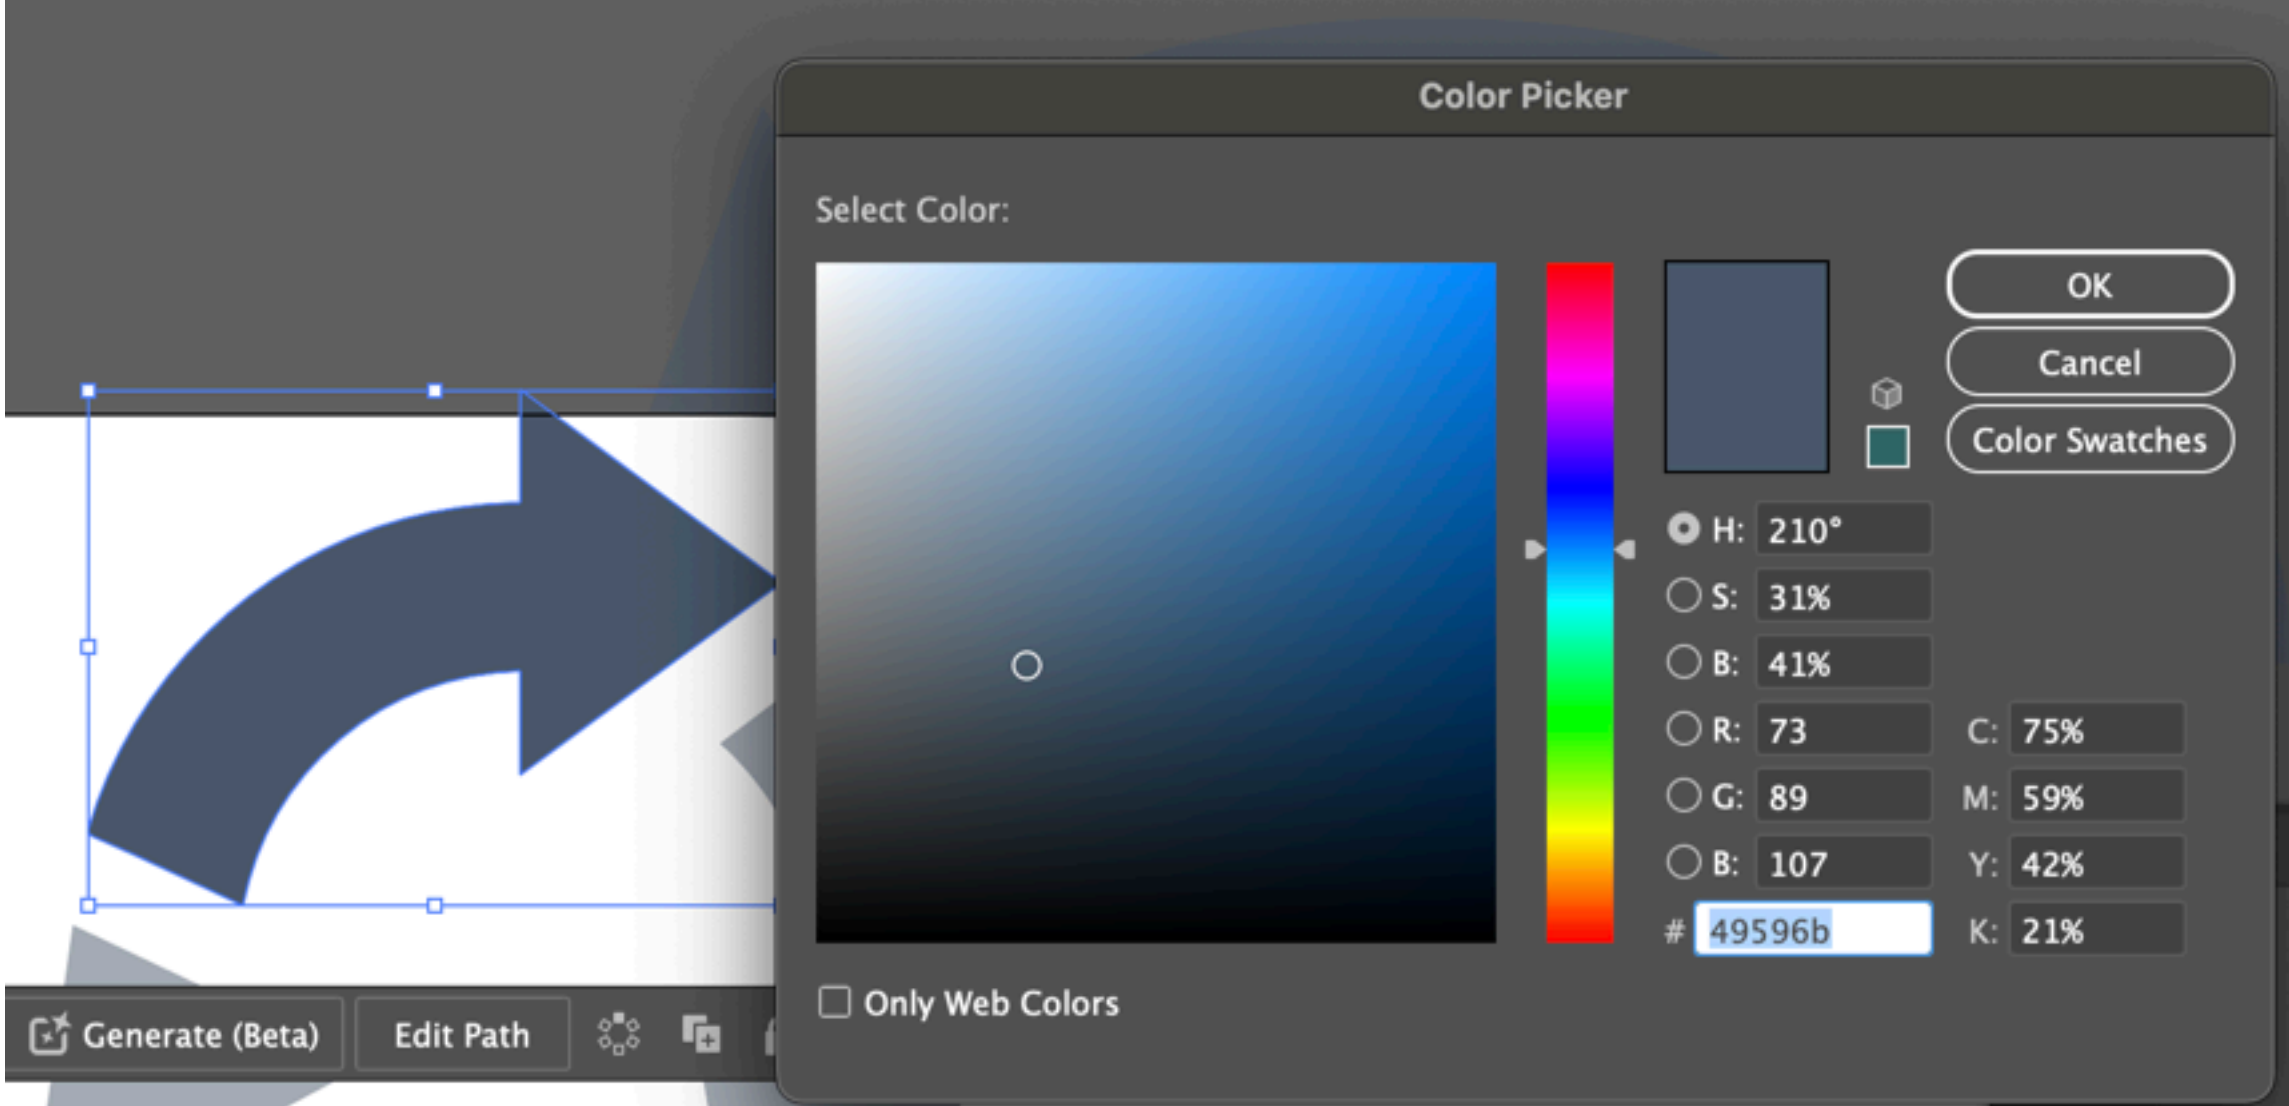 Color Picker
Select Color:
OK
Cancel
Color Swatches
H: 210°
S: 31%
B: 41%
R: 73
C: 75%
G: 89
M: 59%
B: 107
Y: 42%
# 49596b
K: 21%
Only Web Colors
Generate (Beta)
Edit Path